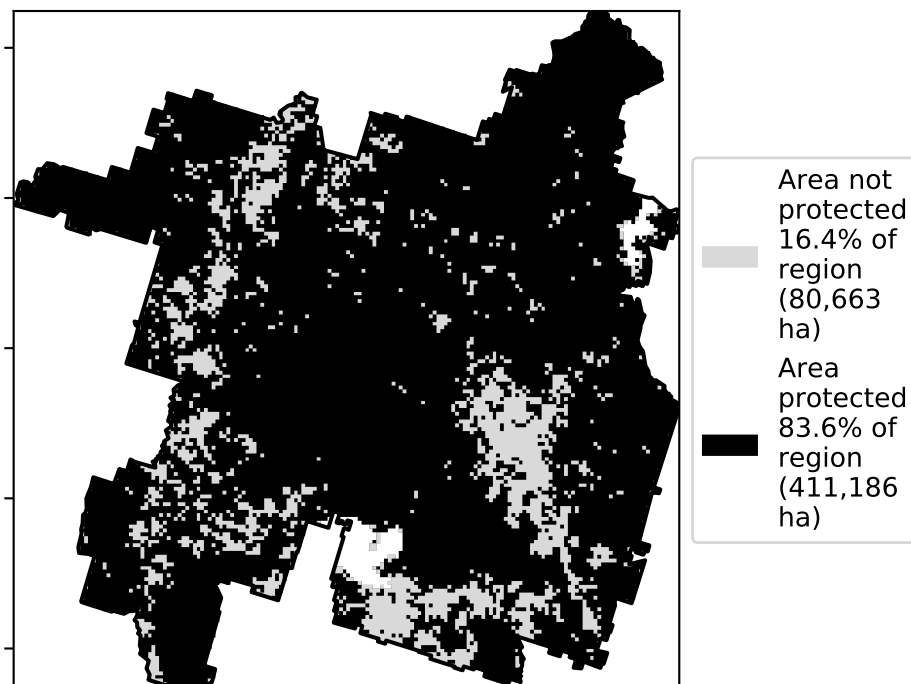 Area not
protected
16.4% of
region
(80,663
ha)
Area
protected
83.6% of
region
(411,186
ha)